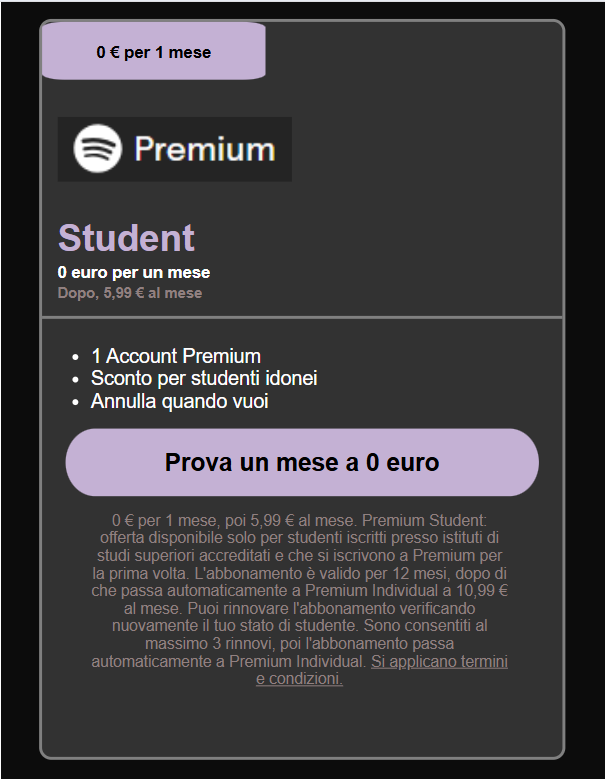 0 € per 1 mese
Premium
Student
0 euro per un mese
Dopo, 5,99 € al mese
• 1 Account Premium
• Sconto per studenti idonei
• Annulla quando vuoi
Prova un mese a 0 euro
0 € per 1 mese, poi 5,99 € al mese. Premium Student:
offerta disponibile solo per studenti iscritti presso istituti di
studi superiori accreditati e che si iscrivono a Premium per
la prima volta. L'abbonamento è valido per 12 mesi, dopo di
che passa automaticamente a Premium Individual a 10,99 €
al mese. Puoi rinnovare l'abbonamento verificando
nuovamente il tuo stato di studente. Sono consentiti al
massimo 3 rinnovi, poi l'abbonamento passa
automaticamente a Premium Individual. Si applicano termini
e condizioni.